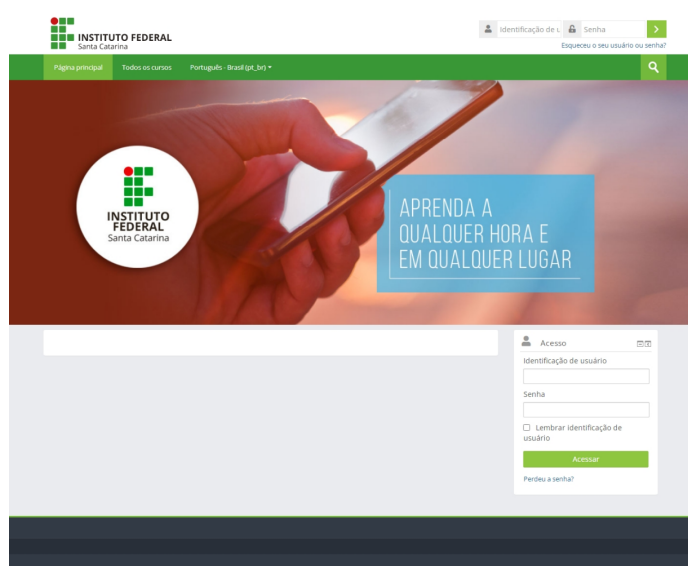 INSTITUTO FEDERAL
Santa Catarina
Identificação de u
Senha
Esqueceu o seu usuário ou senha?
Página principal
Todos os cursos
Português - Brasil (pt_br)
INSTITUTO
FEDERAL
Santa Catarina
APRENDA A
QUALQUER HORA E
EM QUALQUER LUGAR
Acesso
Identificação de usuário
Senha
Lembrar identificação de
usuário
Acessar
Perdeu a senha?